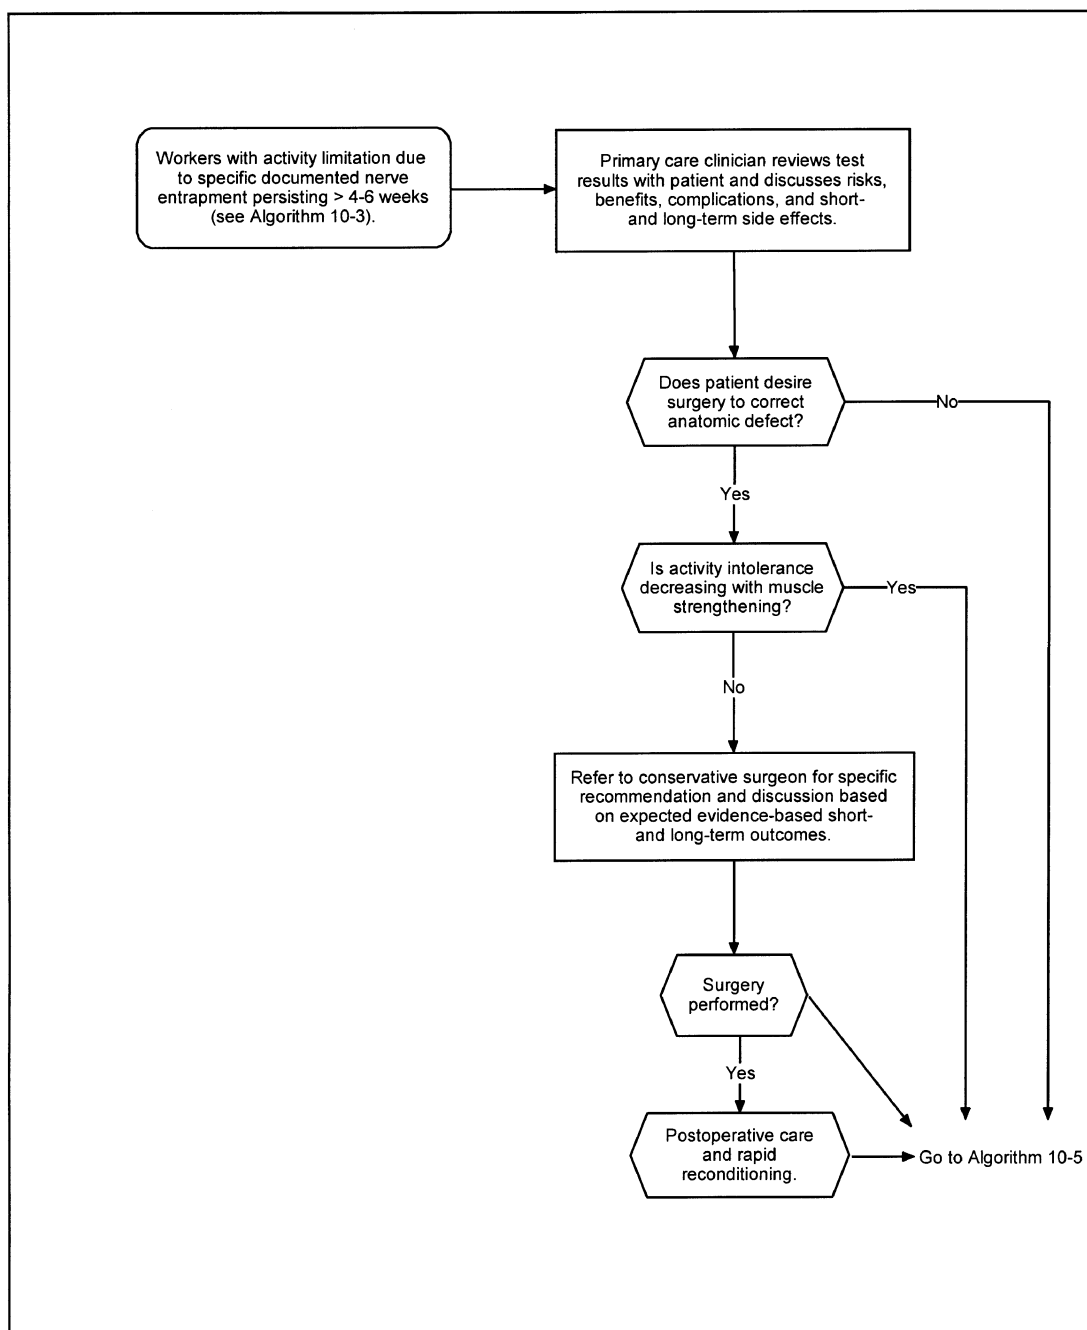 Workers with activity limitation due
to specific documented nerve
entrapment persisting > 4-6 weeks
(see Algorithm 10-3).
Primary care clinician reviews test
results with patient and discusses risks,
benefits, complications, and short-
and long-term side effects.
Does patient desire
surgery to correct
anatomic defect?
No
Yes
Is activity intolerance
decreasing with muscle
strengthening?
Yes
No
Refer to conservative surgeon for specific
recommendation and discussion based
on expected evidence-based short-
and long-term outcomes.
Surgery
performed?
Yes
Postoperative care
and rapid
reconditioning.
Go to Algorithm 10-5